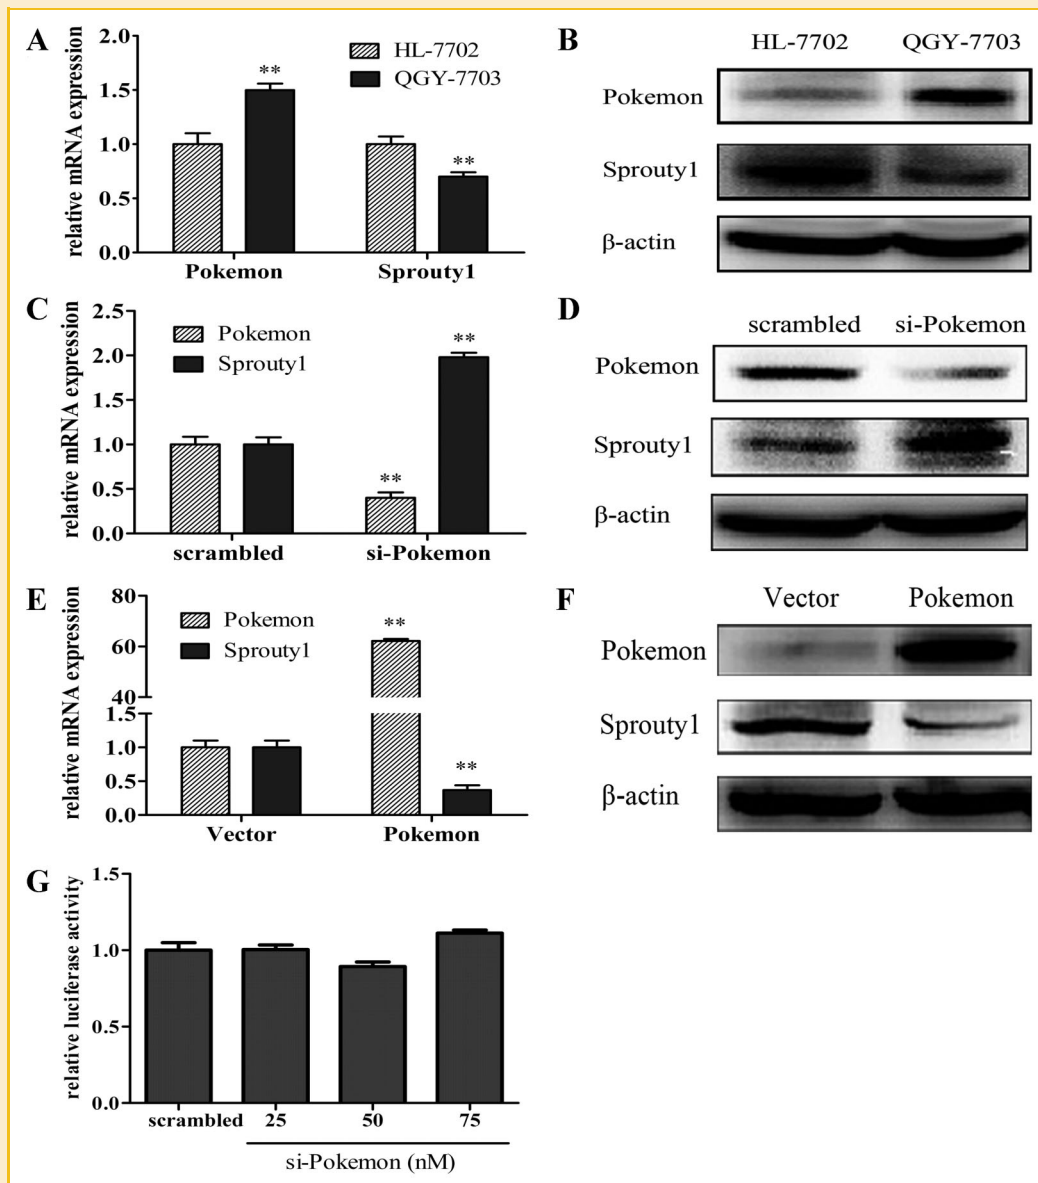 A
relative mRNA expression
2.0
1.5
1.0
0.5
0.0
HL-7702
QGY-7703
**
**
Pokemon Sprouty1
B
HL-7702 QGY-7703
Pokemon
Sprouty1
β-actin
C
relative mRNA expression
2.5
2.0
1.5
1.0
0.5
0.0
Pokemon
Sprouty1
**
**
scrambled si-Pokemon
D
scrambled si-Pokemon
Pokemon
Sprouty1
β-actin
E
relative mRNA expression
80
60
40
1.5
1.0
0.5
0.0
Pokemon
Sprouty1
**
**
Vector Pokemon
F
Vector Pokemon
Pokemon
Sprouty1
β-actin
G
relative luciferase activity
1.5
1.0
0.5
0.0
scrambled 25 50 75
si-Pokemon (nM)